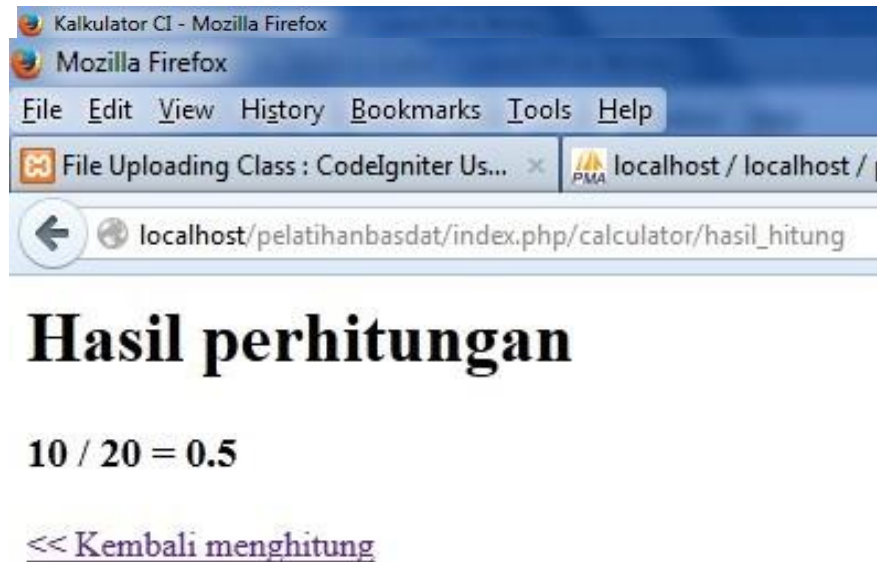 Kalkulator CI - Mozilla Firefox
Mozilla Firefox
File Edit View History Bookmarks Tools Help
File Uploading Class : CodeIgniter Us... × PMA localhost / localhost /
localhost/pelatihanbasdat/index.php/calculator/hasil_hitung
Hasil perhitungan
10 / 20 = 0.5
<< Kembali menghitung